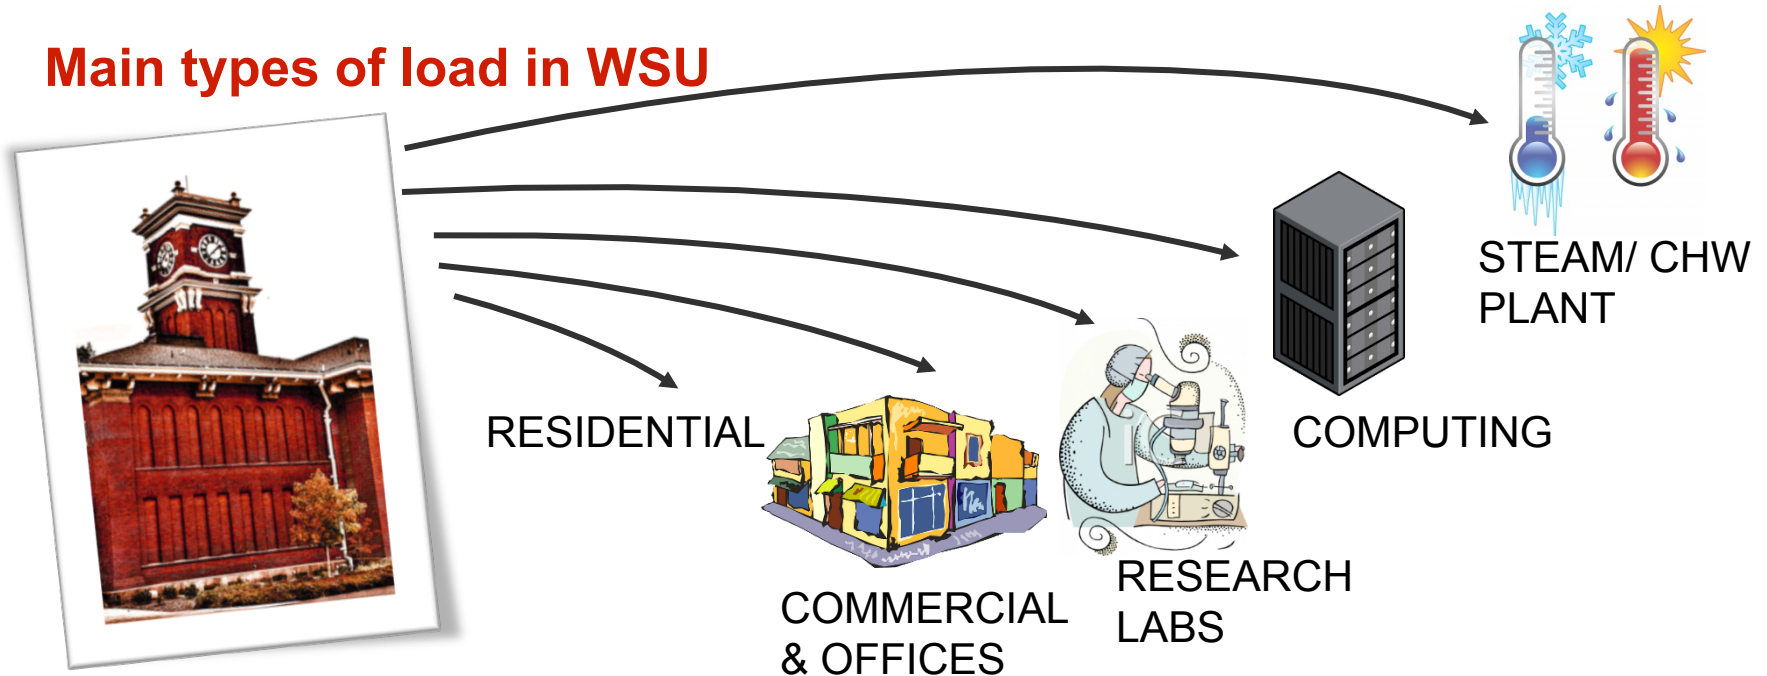 Main types of load in WSU
STEAM/ CHW
PLANT
RESIDENTIAL
COMPUTING
RESEARCH
LABS
COMMERCIAL
& OFFICES